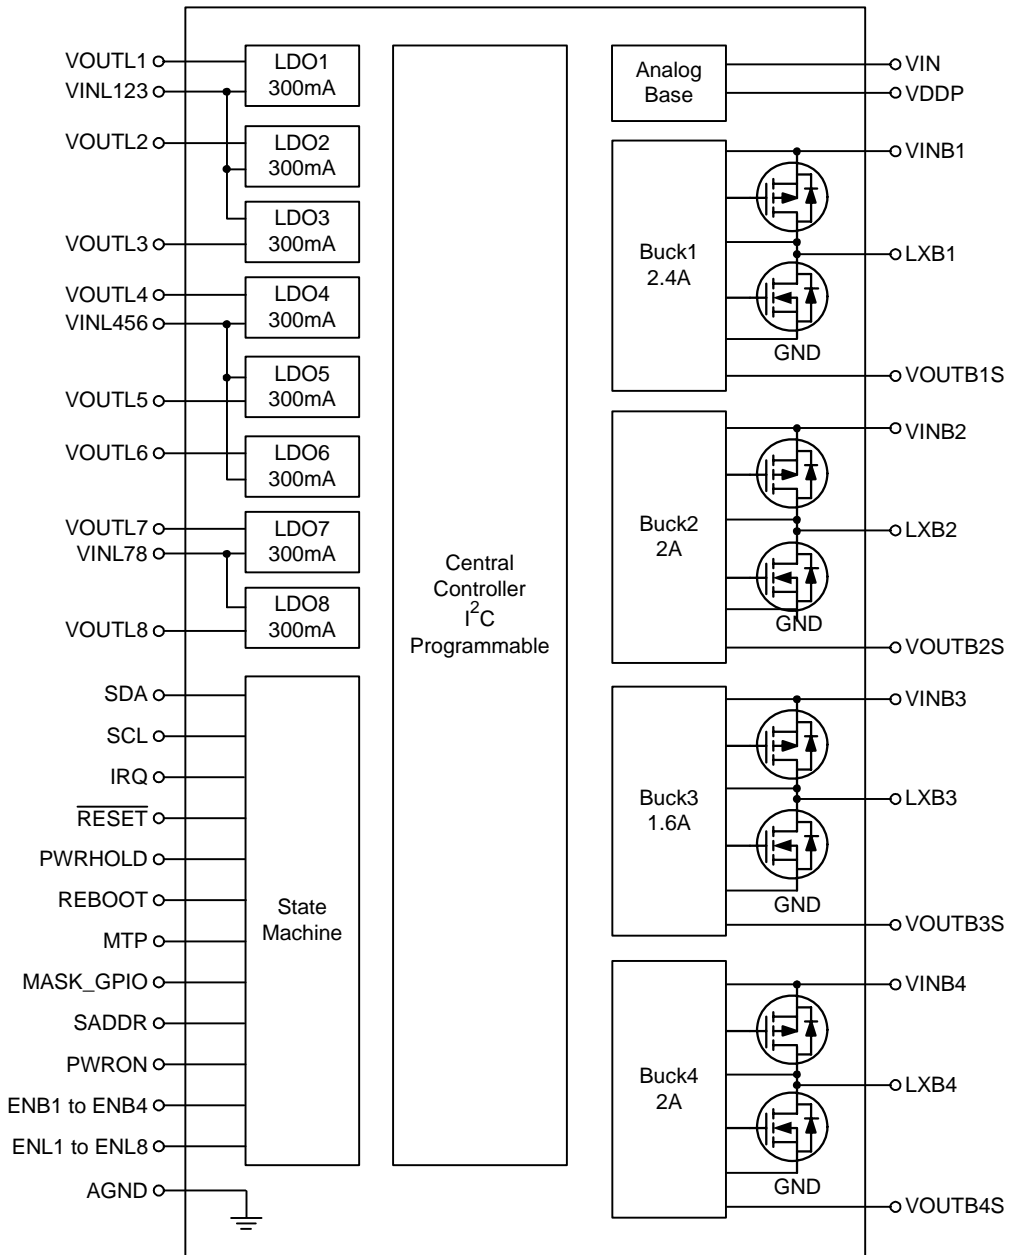 VOUTL1
VINL123
VOUTL2
VOUTL3
VOUTL4
VINL456
VOUTL5
VOUTL6
VOUTL7
VINL78
VOUTL8
SDA
SCL
IRQ
RESET
PWRHOLD
REBOOT
MTP
MASK_GPIO
SADDR
PWRON
ENB1 to ENB4
ENL1 to ENL8
AGND
LDO1
300mA
LDO2
300mA
LDO3
300mA
LDO4
300mA
LDO5
300mA
LDO6
300mA
LDO7
300mA
LDO8
300mA
State
Machine
Central
Controller
I²C
Programmable
Analog
Base
Buck1
2.4A
GND
Buck2
2A
GND
Buck3
1.6A
GND
Buck4
2A
GND
VIN
VDDP
VINB1
LXB1
VOUTB1S
VINB2
LXB2
VOUTB2S
VINB3
LXB3
VOUTB3S
VINB4
LXB4
VOUTB4S